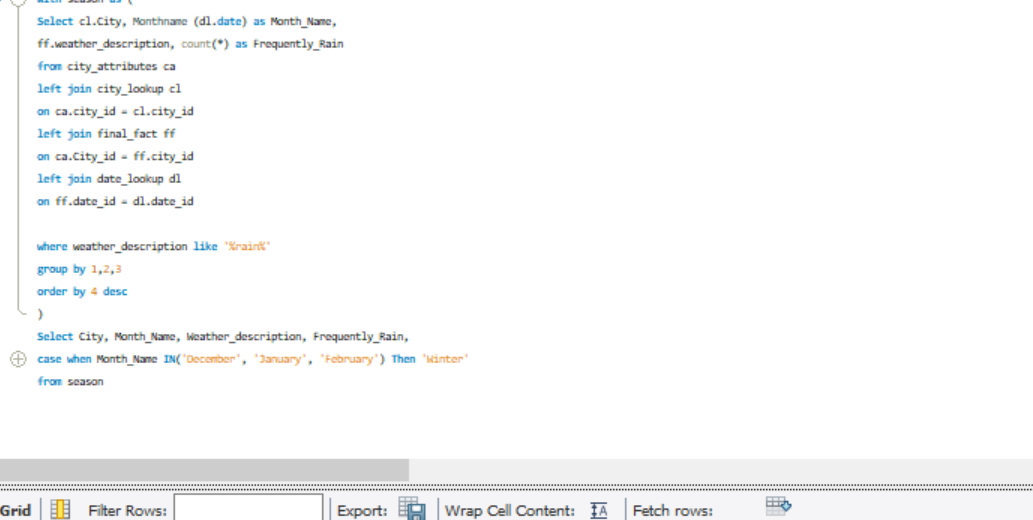 with season as (
Select cl.City, Monthname (dl.date) as Month_Name,
ff.weather_description, count(*) as Frequently_Rain
from city_attributes ca
left join city_lookup cl
on ca.city_id = cl.city_id
left join final_fact ff
on ca.City_id = ff.city_id
left join date_lookup dl
on ff.date_id = dl.date_id
where weather_description like '%rain%'
group by 1,2,3
order by 4 desc
)
Select City, Month_Name, Weather_description, Frequently_Rain,
case when Month_Name IN('December', 'January', 'February') Then 'Winter'
from season
Grid Filter Rows: Export: Wrap Cell Content: Fetch rows: